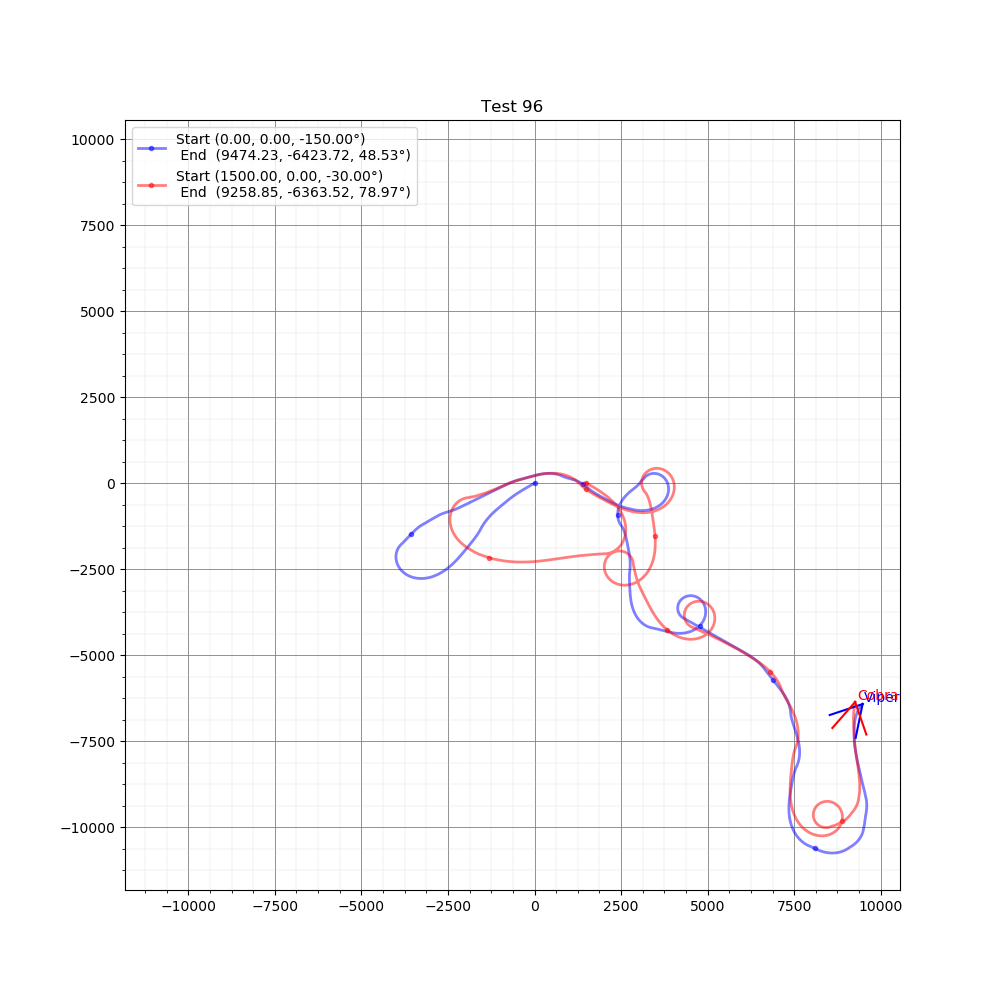 Test 96
Start (0.00, 0.00, -150.00°)
End  (9474.23, -6423.72, 48.53°)
Start (1500.00, 0.00, -30.00°)
End  (9258.85, -6363.52, 78.97°)
10000
7500
5000
2500
0
−2500
−5000
−7500
−10000
Cobra
Viper
−10000 −7500 −5000 −2500 0 2500 5000 7500 10000